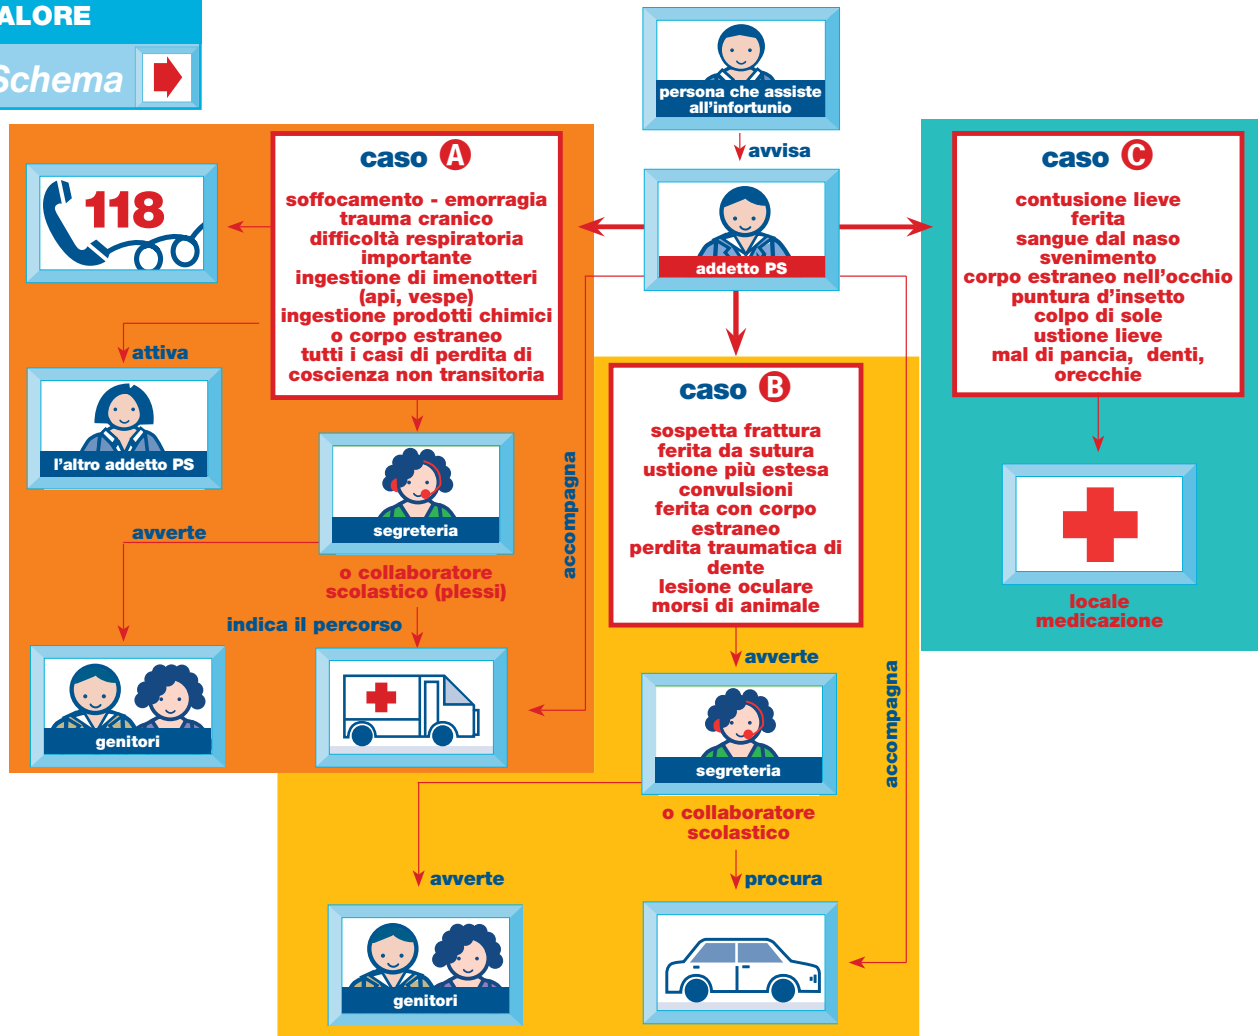 ALORE
Schema
persona che assiste
all'infortunio
avvisa
addetto PS
caso A
soffocamento - emorragia
trauma cranico
difficoltà respiratoria
importante
ingestione di imenotteri
(api, vespe)
ingestione prodotti chimici
o corpo estraneo
tutti i casi di perdita di
coscienza non transitoria
118
attiva
l'altro addetto PS
segreteria
o collaboratore
scolastico (plessi)
avverte
indica il percorso
genitori
accompagna
caso B
sospetta frattura
ferita da sutura
ustione più estesa
convulsioni
ferita con corpo
estraneo
perdita traumatica di
dente
lesione oculare
morsi di animale
avverte
segreteria
o collaboratore
scolastico
avverte
procura
genitori
accompagna
caso C
contusione lieve
ferita
sangue dal naso
svenimento
corpo estraneo nell'occhio
puntura d'insetto
colpo di sole
ustione lieve
mal di pancia, denti,
orecchie
locale
medicazione